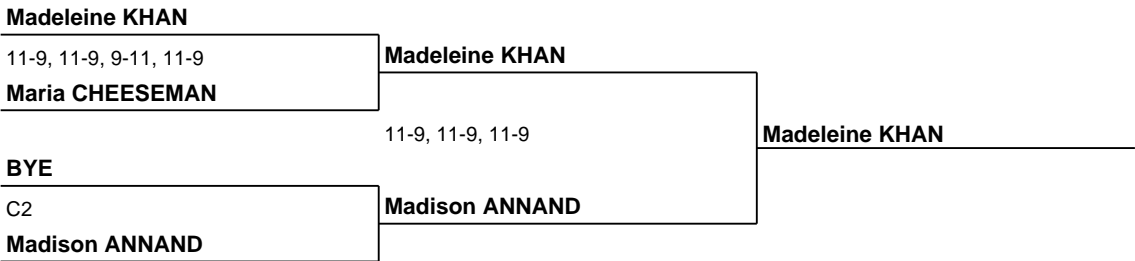 Madeleine KHAN
11-9, 11-9, 9-11, 11-9
Madeleine KHAN
Maria CHEESEMAN
11-9, 11-9, 11-9
Madeleine KHAN
BYE
C2
Madison ANNAND
Madison ANNAND